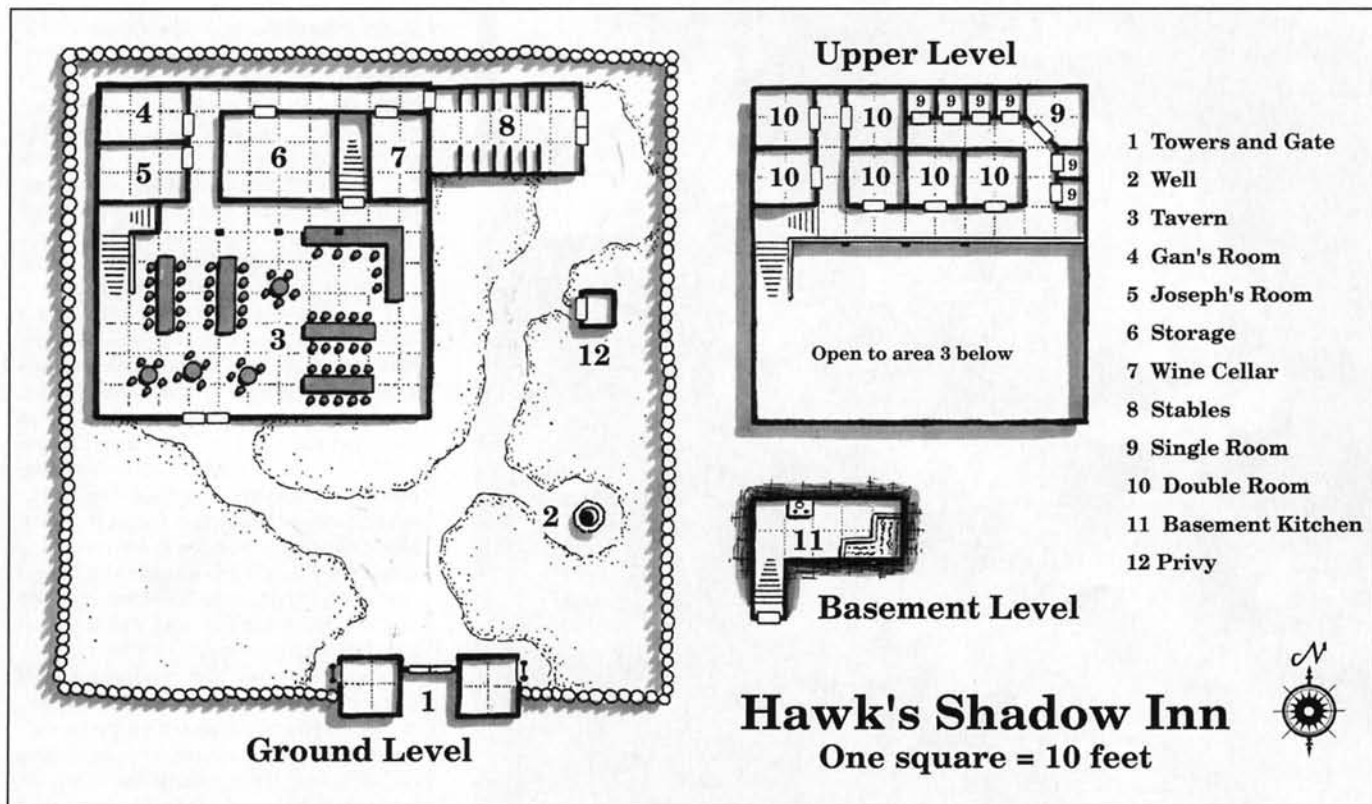 Upper Level
4
5
6
7
8
3
12
2
1
Ground Level
10
10
9
9
9
9
9
10
10
10
10
9
9
Open to area 3 below
11
Basement Level
1 Towers and Gate
2 Well
3 Tavern
4 Gan's Room
5 Joseph's Room
6 Storage
7 Wine Cellar
8 Stables
9 Single Room
10 Double Room
11 Basement Kitchen
12 Privy
N
Hawk's Shadow Inn
One square = 10 feet